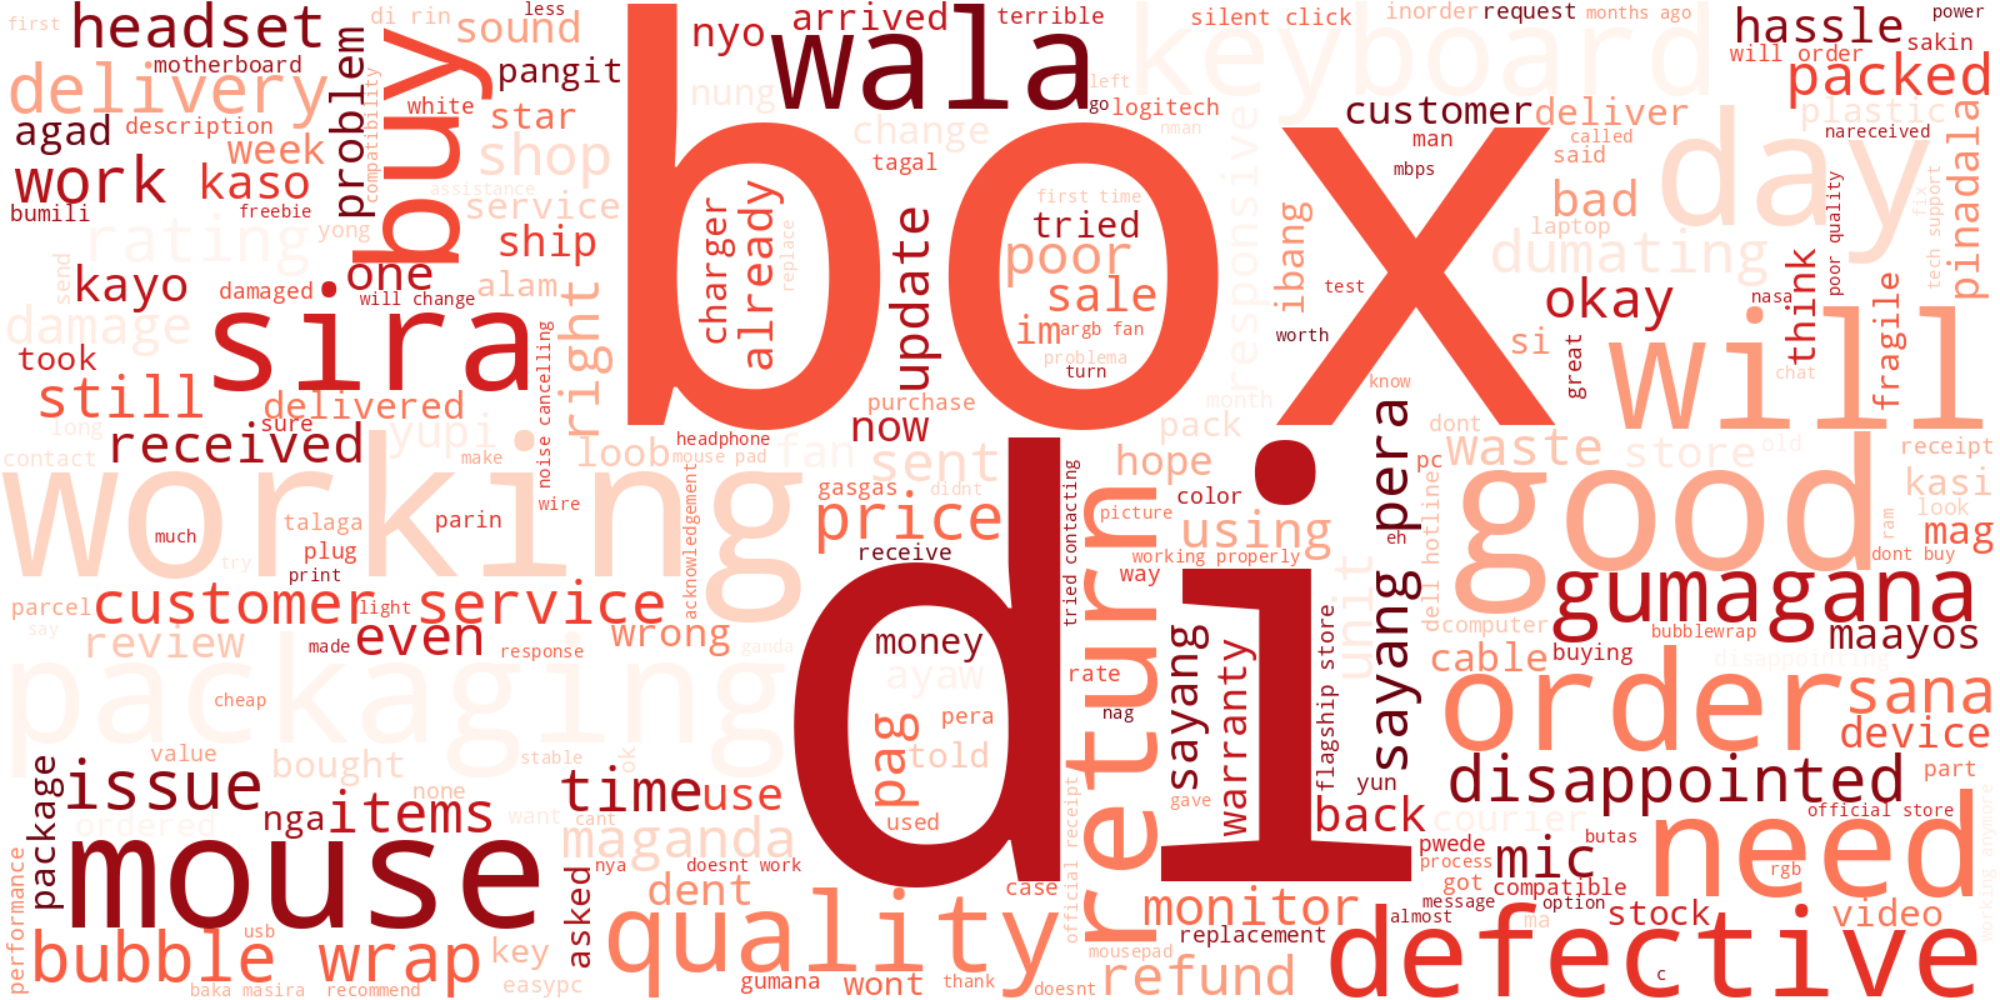 first
headset
di rin
less
sound
nyo
arrived
terrible
wala
silent click
keyboard
inorder
request
months ago
hassle
power
will order
sakin
packed
motherboard
delivery
problem
compatibility
buy
pangit
white
star
nung
box
left
go
logitech
nman
customer
deliver
plastic
nareceived
agad
description
week
shop
change
tagal
responsive
man
called
said
mbps
day
pinadala
work
kaso
assistance
service
bumili
freebie
yong
rating
ship
charger
already
replace
update
first time
tried
poor
sale
im
argb fan
problema
turn
ibang
test
worth
bad
laptop
dumating
poor quality
fix
tech support
send
kayo
damaged
one
will change
alam
okay
nasa
think
si
great
chat
fragile
will
damage
sira
right
noise cancelling
took
still
delivered
sure
purchase
month
know
long
received
yupi
now
pack
dont
contact
make
loob
headphone
mouse pad
fan
sent
hope
pc
waste
store
old
receipt
working
wire
gasgas
didnt
color
picture
using
sayang pera
eh
dell hotline
good
kasi
look
ram
mag
dont buy
much
talaga
parin
plug
try
print
acknowledgement
price
receive
tried contacting
working properly
way
unit
gumagana
parcel
customer service
light
say
review
made
even
response
wrong
ganda
di
money
ayaw
rate
return
sayang
warranty
flagship store
computer
bubblewrap
maayos
cable
buying
disappointing
packaging
cheap
pag
pera
told
nag
order
sana
device
value
bought
stable
ok
package
issue
none
time
use
used
gave
yun
back
disappointed
part
nga
items
ordered
want
cant
maganda
official receipt
courier
butas
official store
need
working anymore
mouse
asked
nya
doesnt work
dent
case
pwede
process
mic
rgb
got
compatible
performance
usb
bubble wrap
key
quality
monitor
replacement
mousepad
almost
message
option
ma
stock
video
baka masira
recommend
easypc
gumana
wont
thank
doesnt
refund
defective
c